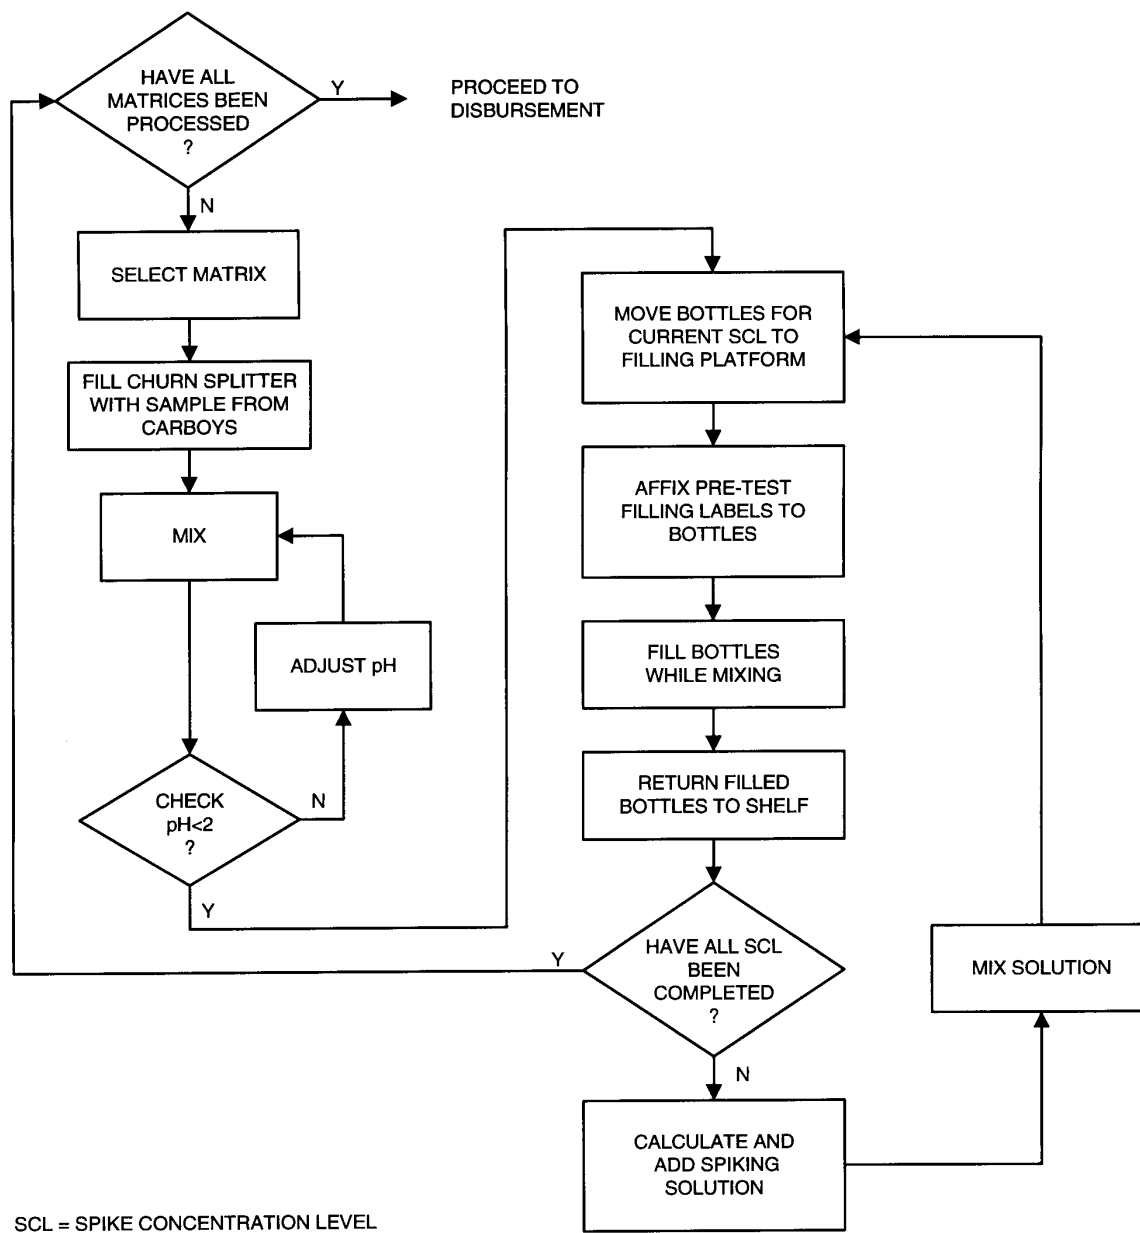 HAVE ALL
MATRICES BEEN
PROCESSED
?
Y
PROCEED TO
DISBURSEMENT
N
SELECT MATRIX
FILL CHURN SPLITTER
WITH SAMPLE FROM
CARBOYS
MIX
ADJUST pH
CHECK
pH<2
?
N
Y
MOVE BOTTLES FOR
CURRENT SCL TO
FILLING PLATFORM
AFFIX PRE-TEST
FILLING LABELS TO
BOTTLES
FILL BOTTLES
WHILE MIXING
RETURN FILLED
BOTTLES TO SHELF
HAVE ALL SCL
BEEN
COMPLETED
?
Y
N
CALCULATE AND
ADD SPIKING
SOLUTION
MIX SOLUTION
SCL = SPIKE CONCENTRATION LEVEL